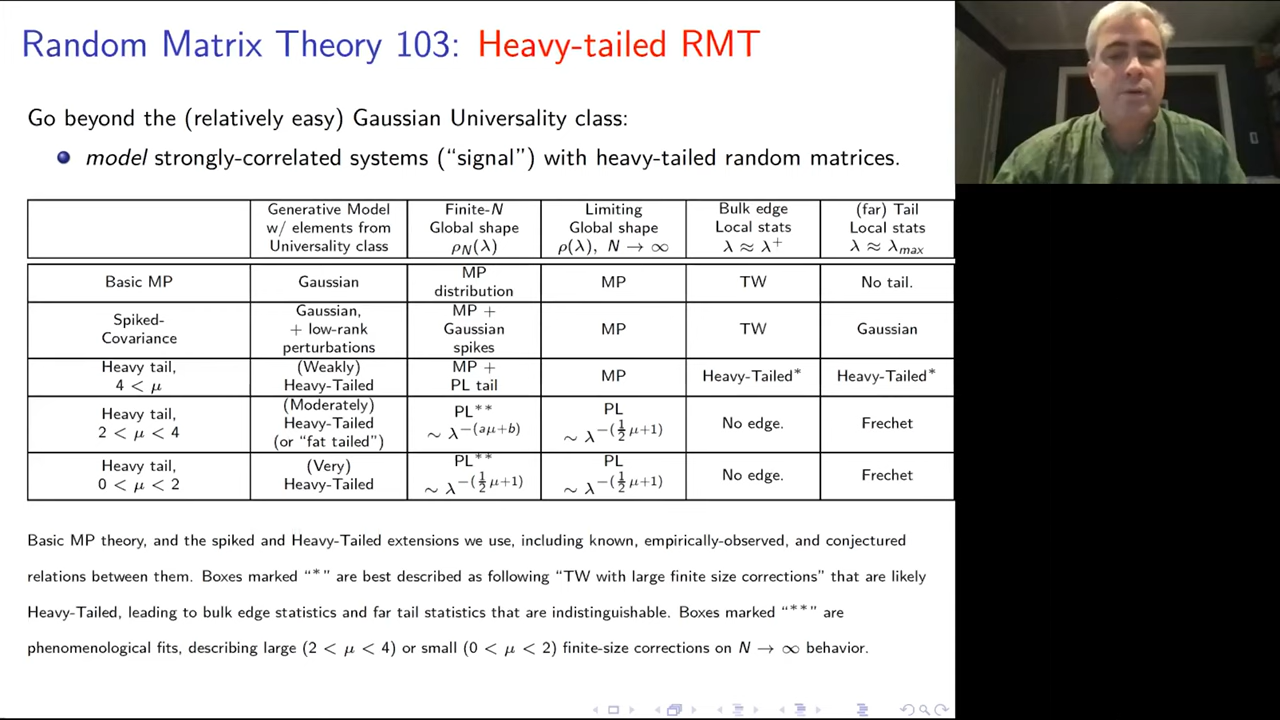 Random Matrix Theory 103: Heavy-tailed RMT
Go beyond the (relatively easy) Gaussian Universality class:
model strongly-correlated systems (“signal”) with heavy-tailed random matrices.
Generative Model w/ elements from Universality class | Finite-N Global shape ρ_N(λ) | Limiting Global shape ρ(λ), N → ∞ | Bulk edge Local stats λ ≈ λ⁺ | (far) Tail Local stats λ ≈ λ_max
Basic MP | Gaussian | MP distribution | MP | TW | No tail.
Spiked-Covariance | Gaussian, + low-rank perturbations | MP + Gaussian spikes | MP | TW | Gaussian
Heavy tail, 4 < μ | (Weakly) Heavy-Tailed | MP + PL tail | MP | Heavy-Tailed* | Heavy-Tailed*
Heavy tail, 2 < μ < 4 | (Moderately) Heavy-Tailed (or “fat tailed”) | PL** ~ λ^−(aμ+b) | PL ~ λ^−(½μ+1) | No edge. | Frechet
Heavy tail, 0 < μ < 2 | (Very) Heavy-Tailed | PL** ~ λ^−(½μ+1) | PL ~ λ^−(½μ+1) | No edge. | Frechet
Basic MP theory, and the spiked and Heavy-Tailed extensions we use, including known, empirically-observed, and conjectured
relations between them. Boxes marked “*” are best described as following “TW with large finite size corrections” that are likely
Heavy-Tailed, leading to bulk edge statistics and far tail statistics that are indistinguishable. Boxes marked “**” are
phenomenological fits, describing large (2 < μ < 4) or small (0 < μ < 2) finite-size corrections on N → ∞ behavior.